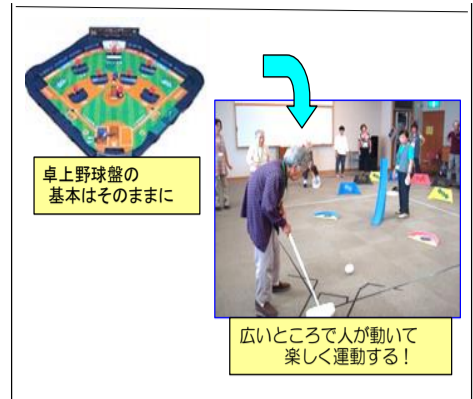 卓上野球盤の
基本はそのままに
広いところで人が動いて
楽しく運動する！